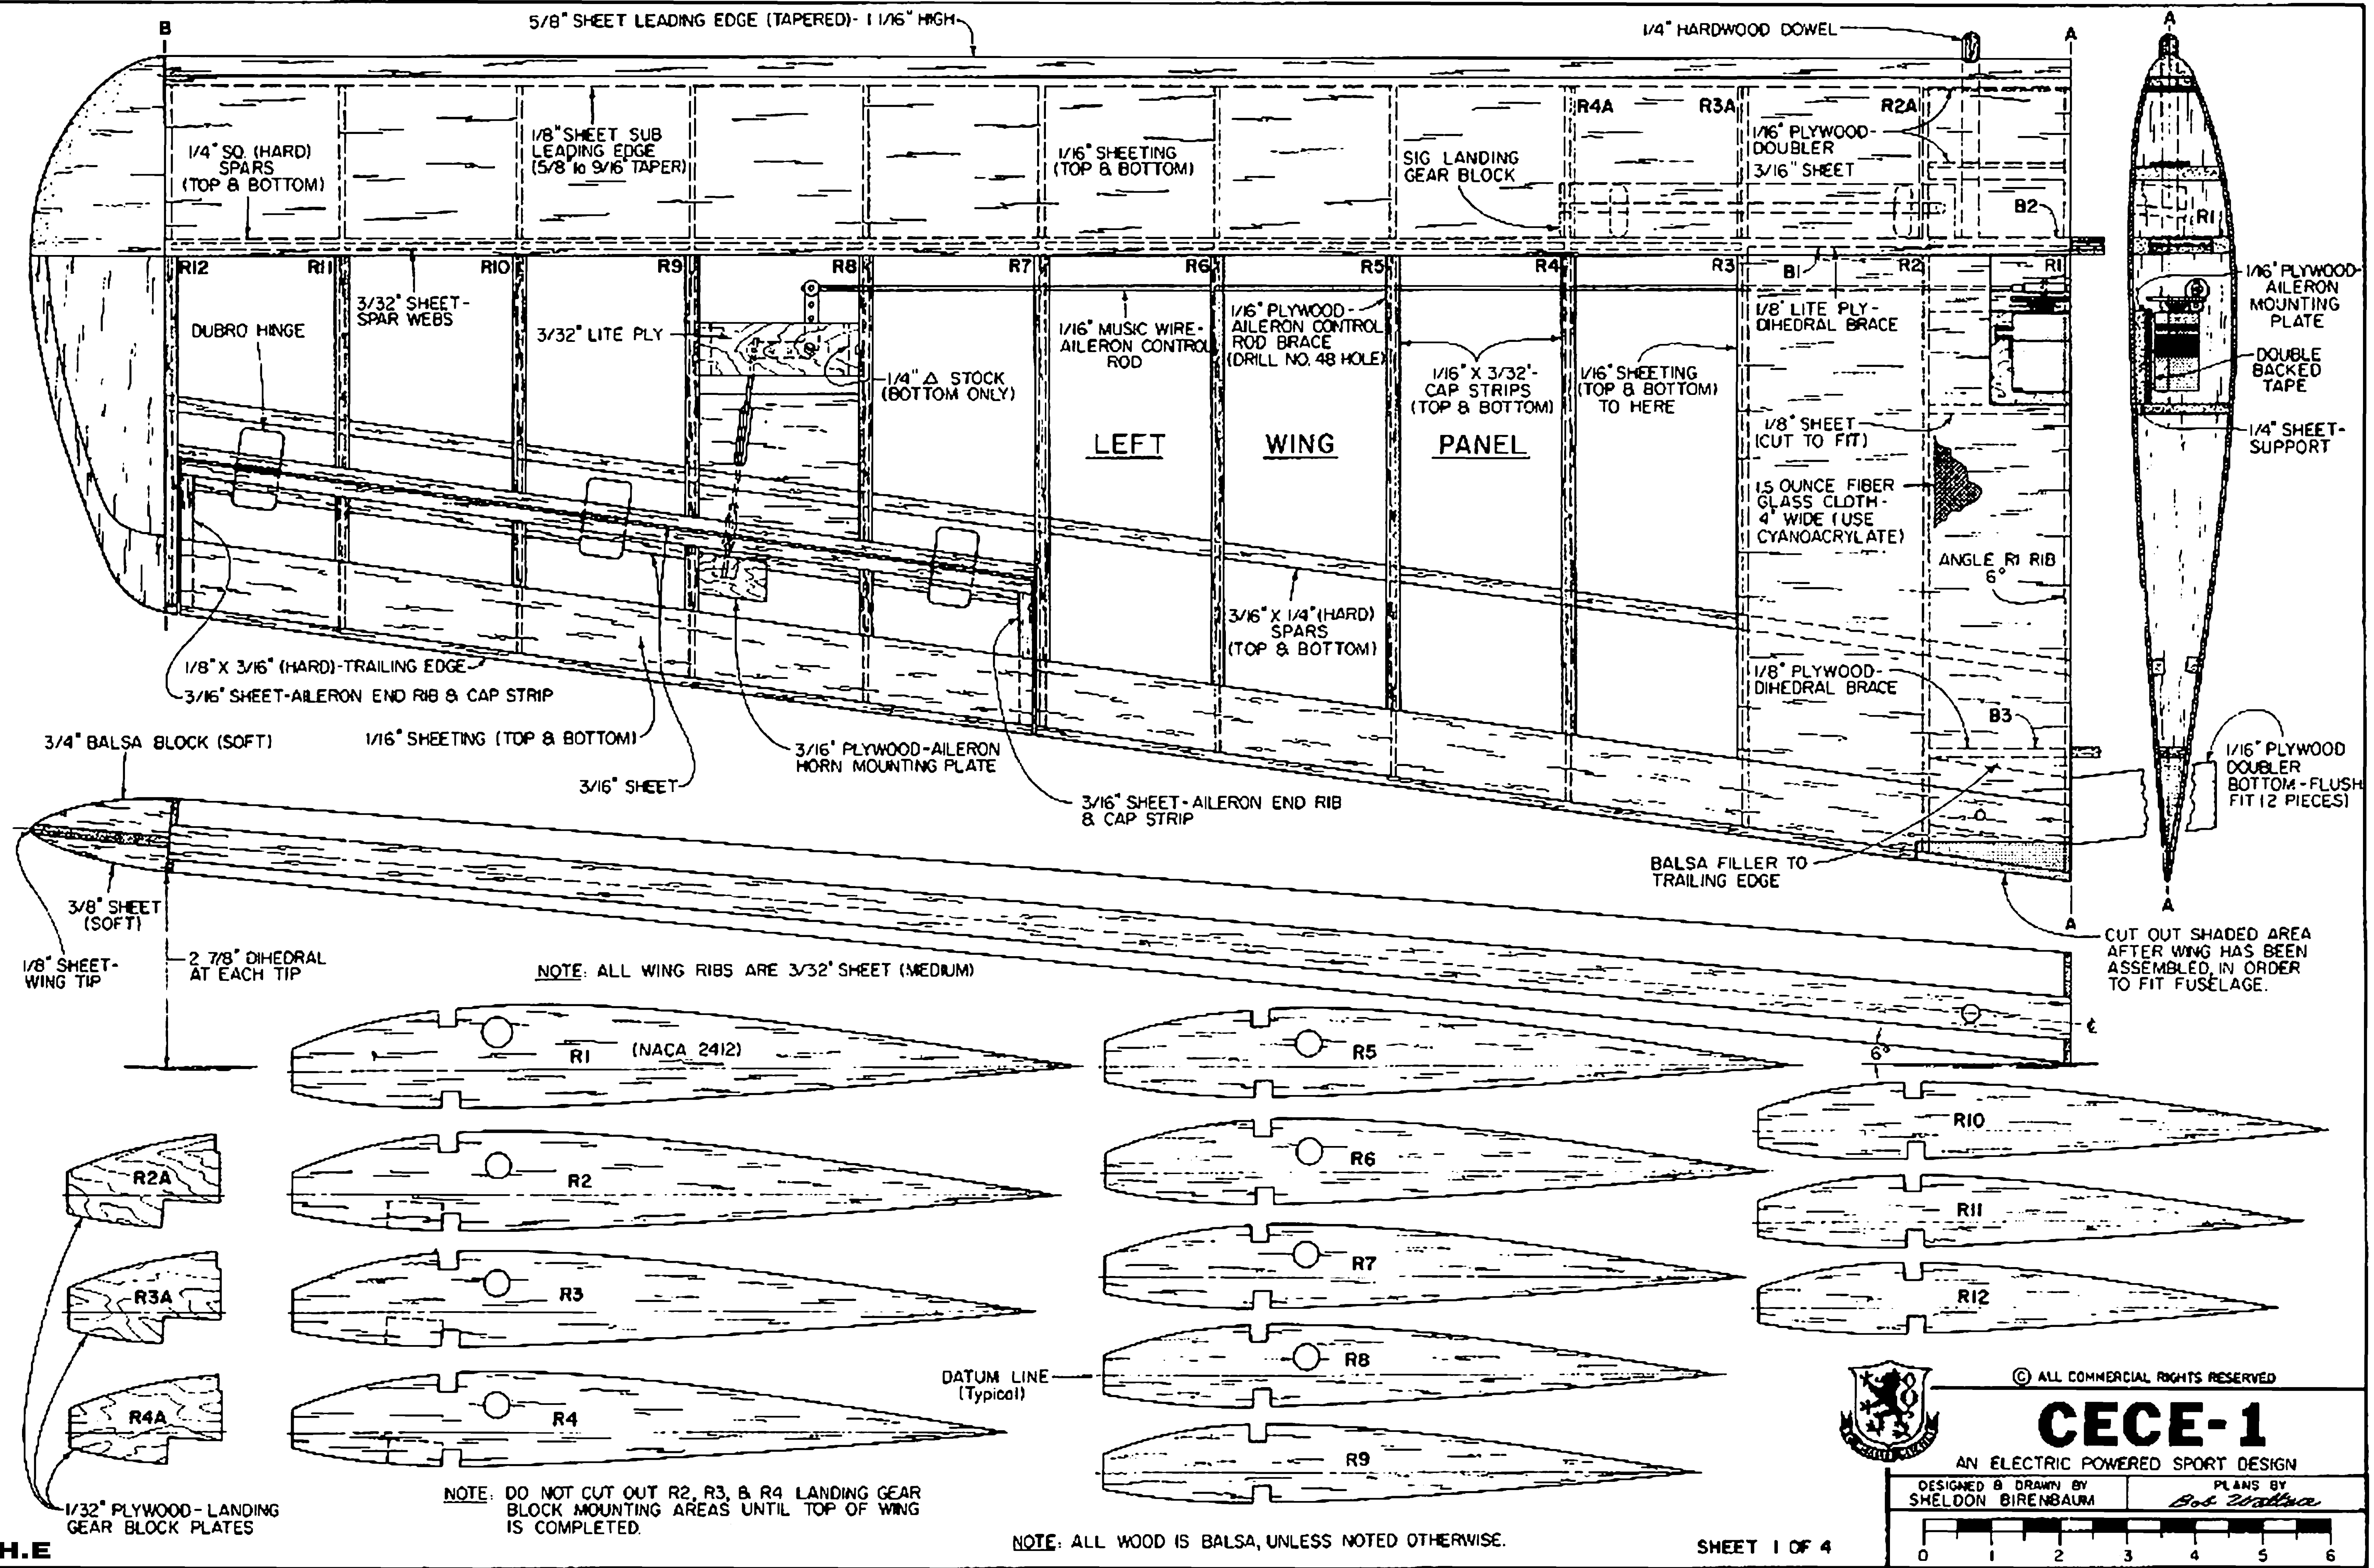 B
5/8" SHEET LEADING EDGE (TAPERED)- 1 1/16" HIGH
1/4" HARDWOOD DOWEL
A
A
1/4" SQ. (HARD)
SPARS
(TOP & BOTTOM)
1/8" SHEET SUB
LEADING EDGE
(5/8" to 9/16" TAPER)
1/16" SHEETING
(TOP & BOTTOM)
SIG LANDING
GEAR BLOCK
R4A
R3A
R2A
1/16" PLYWOOD-
DOUBLER
3/16" SHEET
B2
R1
R12
R11
R10
R9
R8
R7
R6
R5
R4
R3
B1
R2
R1
DUBRO HINGE
3/32" SHEET-
SPAR WEBS
3/32" LITE PLY
1/4" △ STOCK
(BOTTOM ONLY)
1/16" MUSIC WIRE-
AILERON CONTROL
ROD
1/16" PLYWOOD-
AILERON CONTROL
ROD BRACE
(DRILL NO. 48 HOLE)
1/16" X 3/32"-
CAP STRIPS
(TOP & BOTTOM)
1/16" SHEETING
(TOP & BOTTOM)
TO HERE
1/8" LITE PLY-
DIHEDRAL BRACE
1/16" PLYWOOD-
AILERON
MOUNTING
PLATE
DOUBLE
BACKED
TAPE
1/4" SHEET-
SUPPORT
1/8" SHEET
(CUT TO FIT)
LEFT WING PANEL
1.5 OUNCE FIBER
GLASS CLOTH-
4" WIDE (USE
CYANOACRYLATE)
ANGLE R1 RIB
6°
3/16" X 1/4" (HARD)
SPARS
(TOP & BOTTOM)
1/8" PLYWOOD-
DIHEDRAL BRACE
B3
1/8" X 3/16" (HARD)-TRAILING EDGE
3/16" SHEET-AILERON END RIB & CAP STRIP
3/4" BALSA BLOCK (SOFT)
1/16" SHEETING (TOP & BOTTOM)
3/16" SHEET
3/16" PLYWOOD-AILERON
HORN MOUNTING PLATE
3/16" SHEET-AILERON END RIB
& CAP STRIP
1/16" PLYWOOD
DOUBLER
BOTTOM-FLUSH
FIT (2 PIECES)
BALSA FILLER TO
TRAILING EDGE
A
A
3/8" SHEET
(SOFT)
1/8" SHEET-
WING TIP
2 7/8" DIHEDRAL
AT EACH TIP
NOTE: ALL WING RIBS ARE 3/32" SHEET (MEDIUM)
CUT OUT SHADED AREA
AFTER WING HAS BEEN
ASSEMBLED, IN ORDER
TO FIT FUSELAGE.
℄
6°
R1 (NACA 2412)
R5
R10
R2A
R2
R6
R11
R3A
R3
R7
R12
R4A
R4
DATUM LINE
(Typical)
R8
R9
1/32" PLYWOOD-LANDING
GEAR BLOCK PLATES
NOTE: DO NOT CUT OUT R2, R3, & R4 LANDING GEAR
BLOCK MOUNTING AREAS UNTIL TOP OF WING
IS COMPLETED.
NOTE: ALL WOOD IS BALSA, UNLESS NOTED OTHERWISE.
H.E
SHEET 1 OF 4
© ALL COMMERCIAL RIGHTS RESERVED
CECE-1
AN ELECTRIC POWERED SPORT DESIGN
DESIGNED & DRAWN BY
SHELDON BIRENBAUM
PLANS BY
Bob Wallace
0 1 2 3 4 5 6